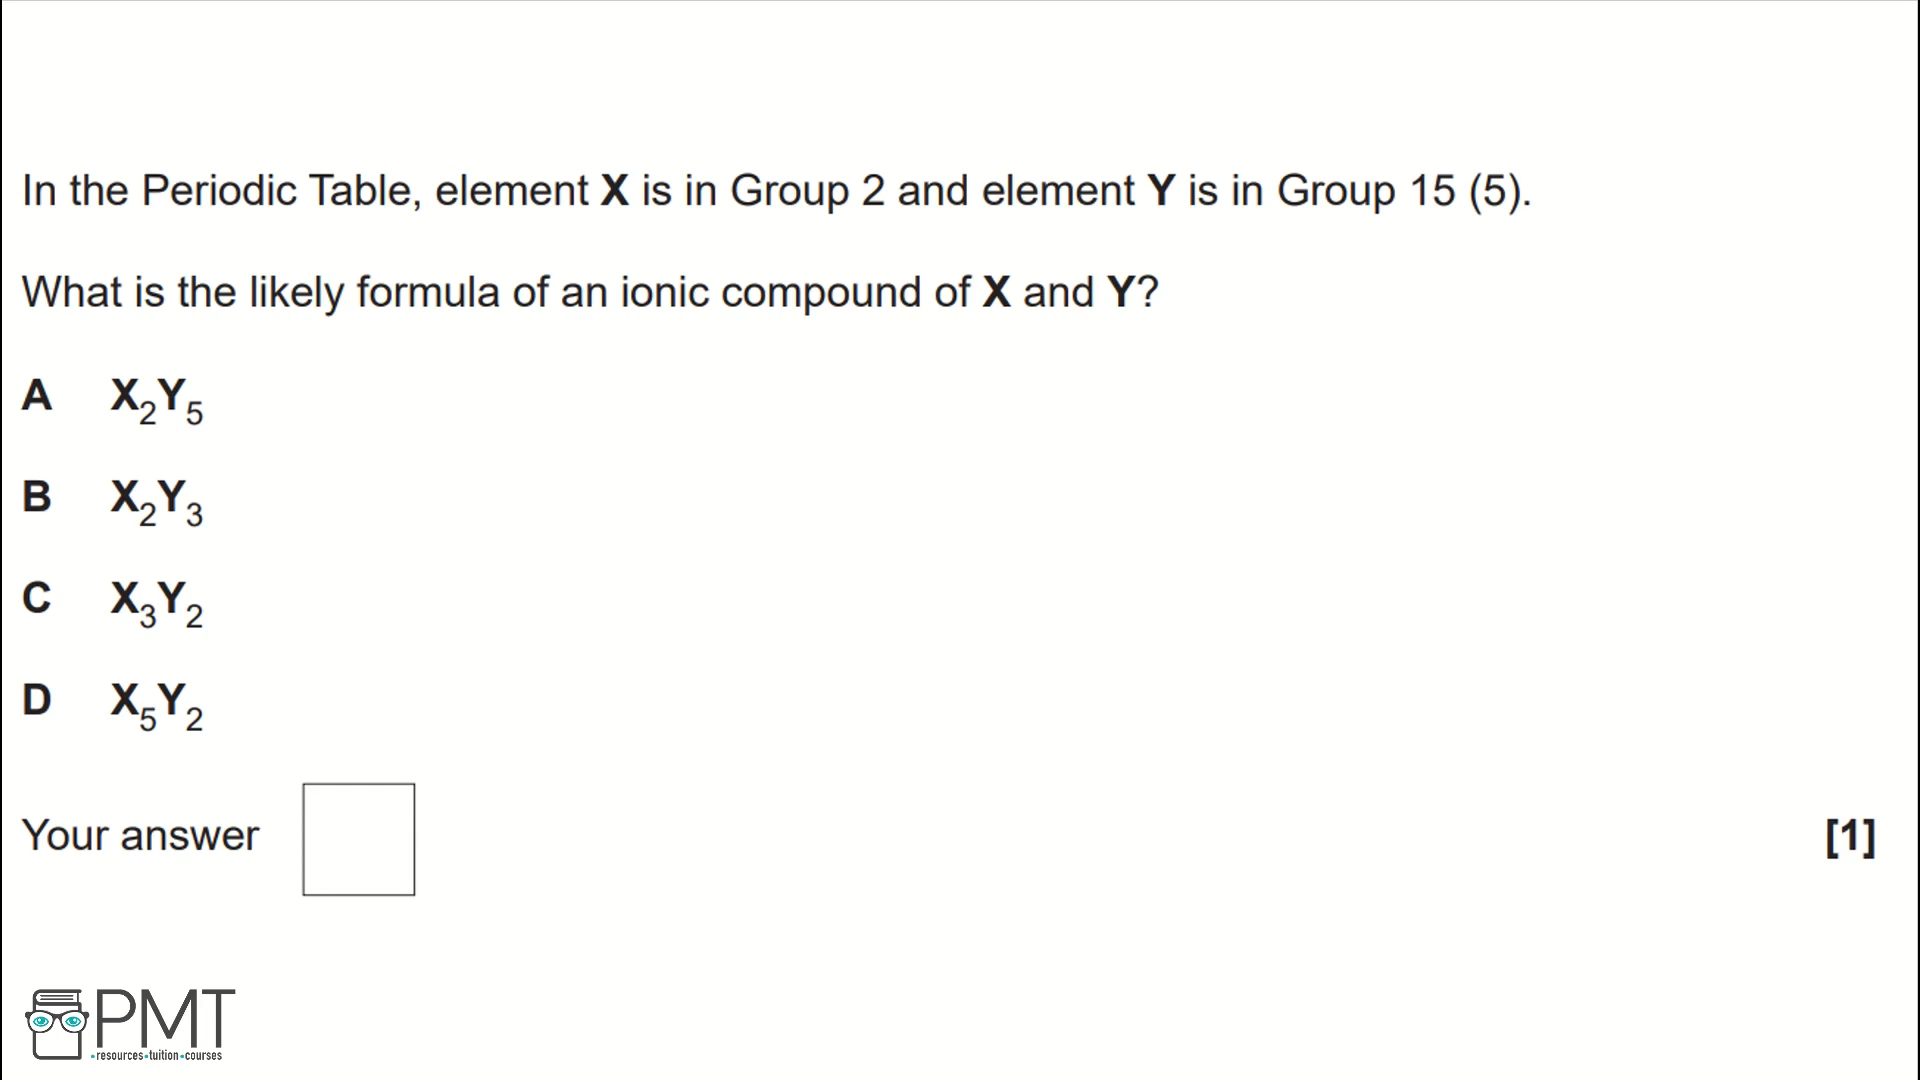 In the Periodic Table, element X is in Group 2 and element Y is in Group 15 (5).
What is the likely formula of an ionic compound of X and Y?
A X₂Y₅
B X₂Y₃
C X₃Y₂
D X₅Y₂
Your answer
[1]
PMT
•resources•tuition•courses